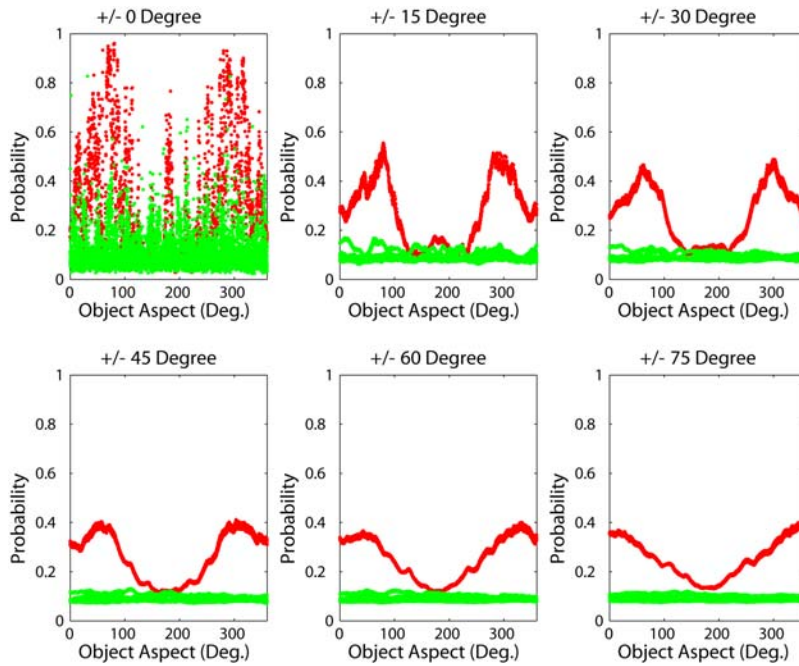 +/- 0 Degree
+/- 15 Degree
+/- 30 Degree
1
0.8
0.6
0.4
0.2
0
Probability
0 100 200 300
Object Aspect (Deg.)
1
0.8
0.6
0.4
0.2
0
Probability
0 100 200 300
Object Aspect (Deg.)
1
0.8
0.6
0.4
0.2
0
Probability
0 100 200 300
Object Aspect (Deg.)
+/- 45 Degree
+/- 60 Degree
+/- 75 Degree
1
0.8
0.6
0.4
0.2
0
Probability
0 100 200 300
Object Aspect (Deg.)
1
0.8
0.6
0.4
0.2
0
Probability
0 100 200 300
Object Aspect (Deg.)
1
0.8
0.6
0.4
0.2
0
Probability
0 100 200 300
Object Aspect (Deg.)